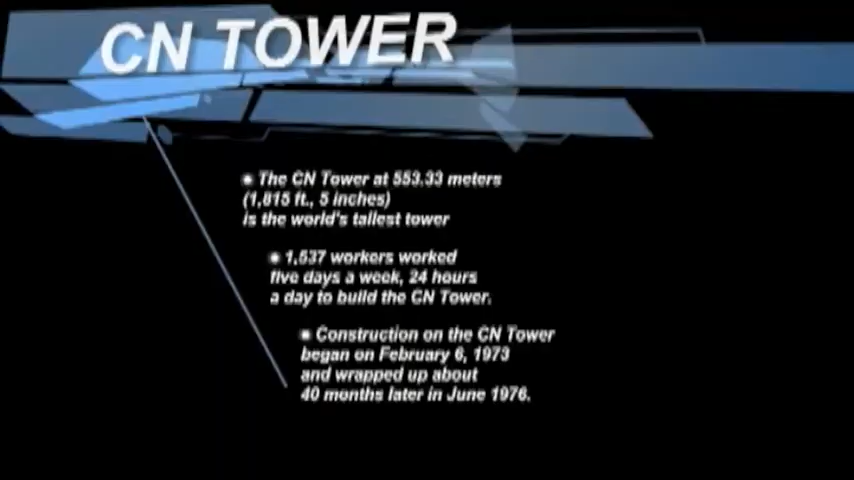 CN TOWER
● The CN Tower at 553.33 meters
(1,815 ft., 5 inches)
is the world's tallest tower
● 1,537 workers worked
five days a week, 24 hours
a day to build the CN Tower.
● Construction on the CN Tower
began on February 6, 1973
and wrapped up about
40 months later in June 1976.